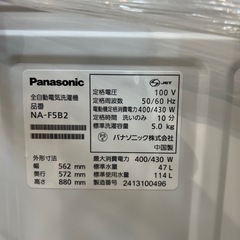 Panasonic
全自動電気洗濯機
品番
NA-F5B2
外形寸法
幅 562 mm
奥行 572 mm
高さ 880 mm
JET
定格電圧 100 V
定格周波数 50/60 Hz
電動機定格消費電力 400/430 W
定格時間 洗いのみ 10 分
標準洗濯容量 5.0 kg
パナソニック株式会社
中国製
最大消費電力 400/430 W
標準水量 47 L
標準使用水量 114 L
製造番号 2413100496